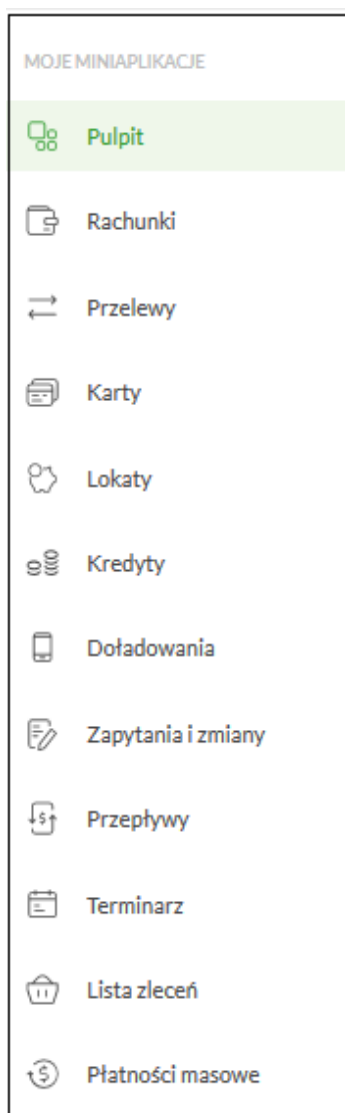 MOJE MINIAPLIKACJE
Pulpit
Rachunki
Przelewy
Karty
Lokaty
Kredyty
Doładowania
Zapytania i zmiany
Przepływy
Terminarz
Lista zleceń
Płatności masowe